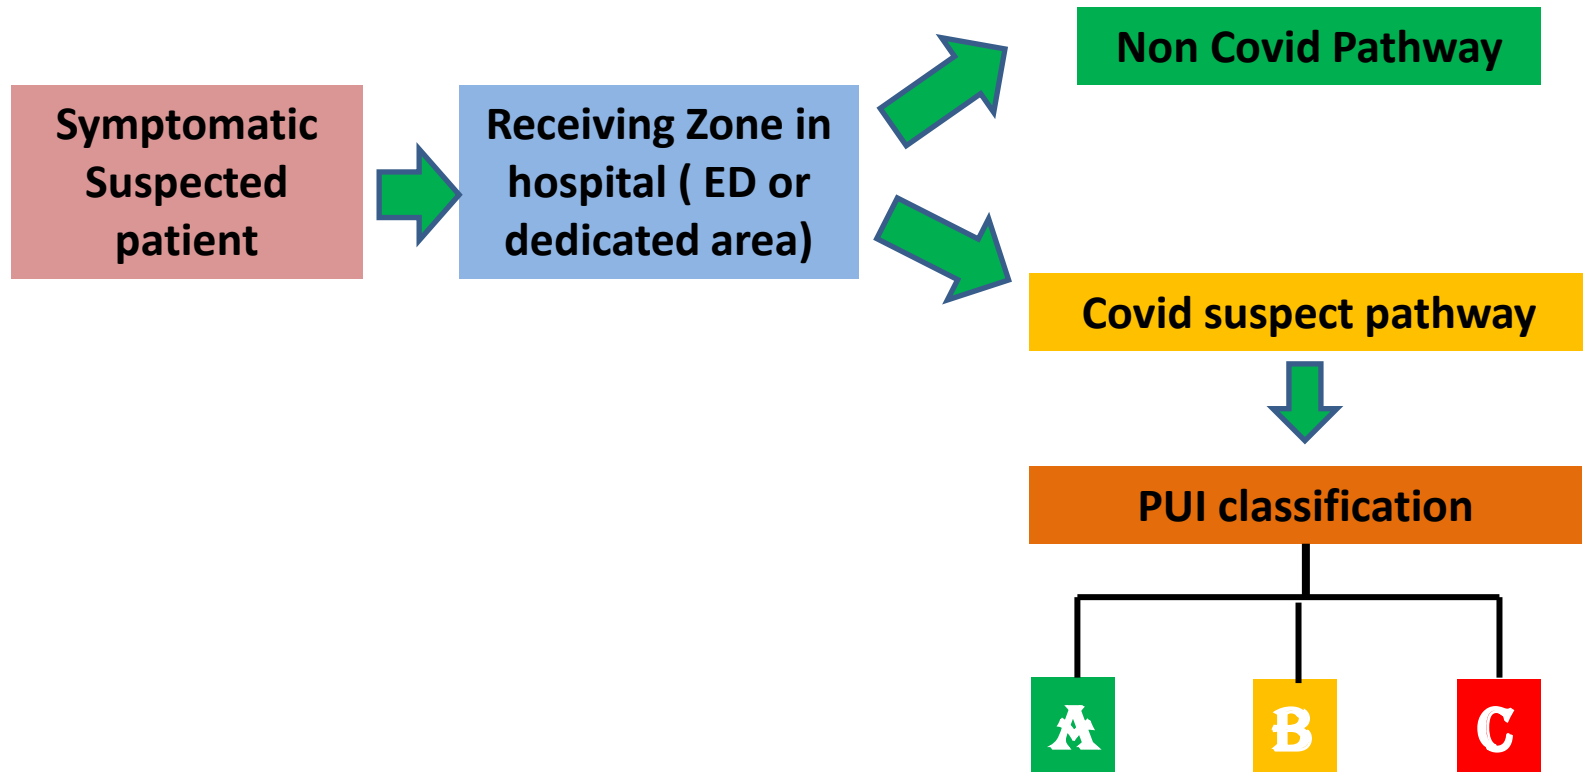 Symptomatic
Suspected
patient
Receiving Zone in
hospital ( ED or
dedicated area)
Non Covid Pathway
Covid suspect pathway
PUI classification
A
B
C